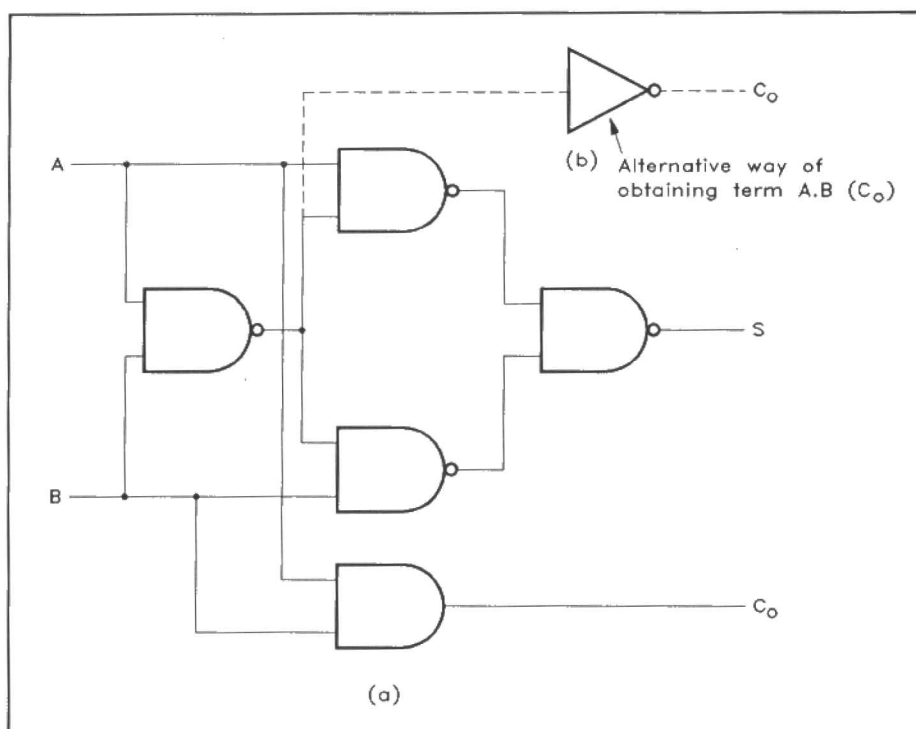 C₀
(b)
Alternative way of
obtaining term A.B (C₀)
A
S
B
C₀
(a)